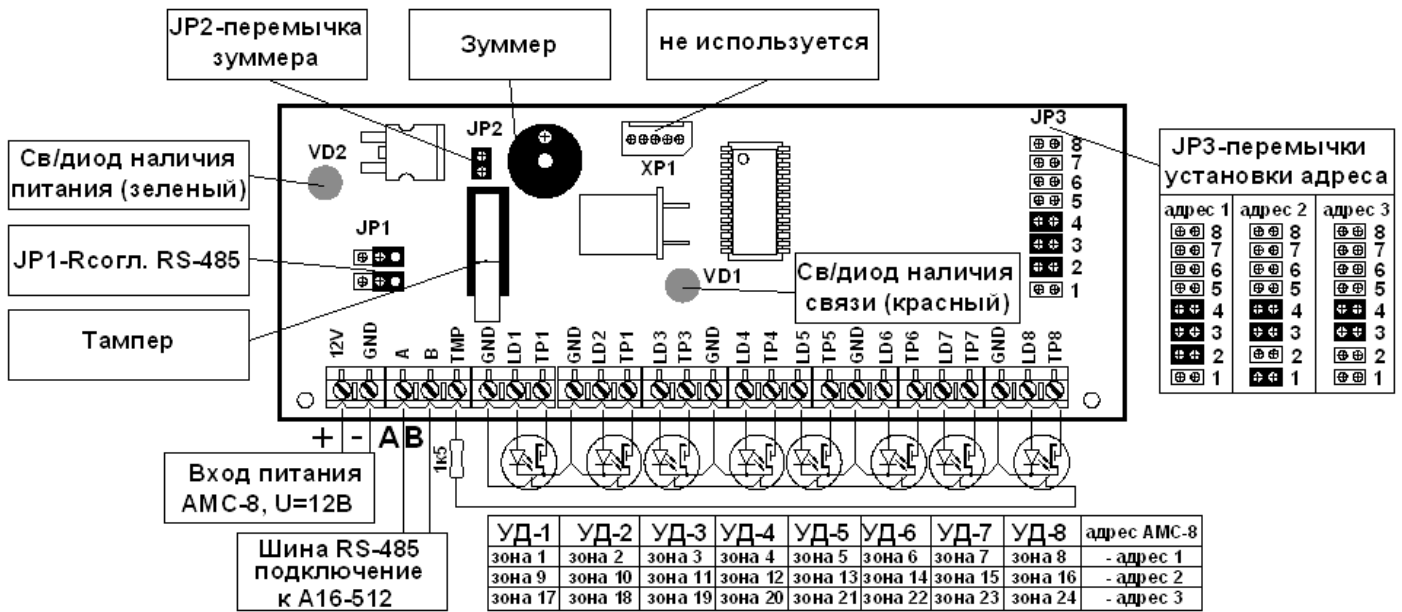 JP2-перемычка
зуммера
Зуммер
не используется
Св/диод наличия
питания (зеленый)
JP1-Rсогл. RS-485
Тампер
VD2
JP2
XP1
JP1
VD1
Св/диод наличия
связи (красный)
JP3
8
7
6
5
4
3
2
1
JP3-перемычки
установки адреса
адрес 1 адрес 2 адрес 3
8 8 8
7 7 7
6 6 6
5 5 5
4 4 4
3 3 3
2 2 2
1 1 1
12V GND A B TMP GND LD1 TP1 GND LD2 TP1 LD3 TP3 GND LD4 TP4 LD5 TP5 GND LD6 TP6 LD7 TP7 GND LD8 TP8
+ - A B
1к5
Вход питания
АМС-8, U=12В
Шина RS-485
подключение
к А16-512
УД-1 УД-2 УД-3 УД-4 УД-5 УД-6 УД-7 УД-8 адрес АМС-8
зона 1 зона 2 зона 3 зона 4 зона 5 зона 6 зона 7 зона 8 - адрес 1
зона 9 зона 10 зона 11 зона 12 зона 13 зона 14 зона 15 зона 16 - адрес 2
зона 17 зона 18 зона 19 зона 20 зона 21 зона 22 зона 23 зона 24 - адрес 3